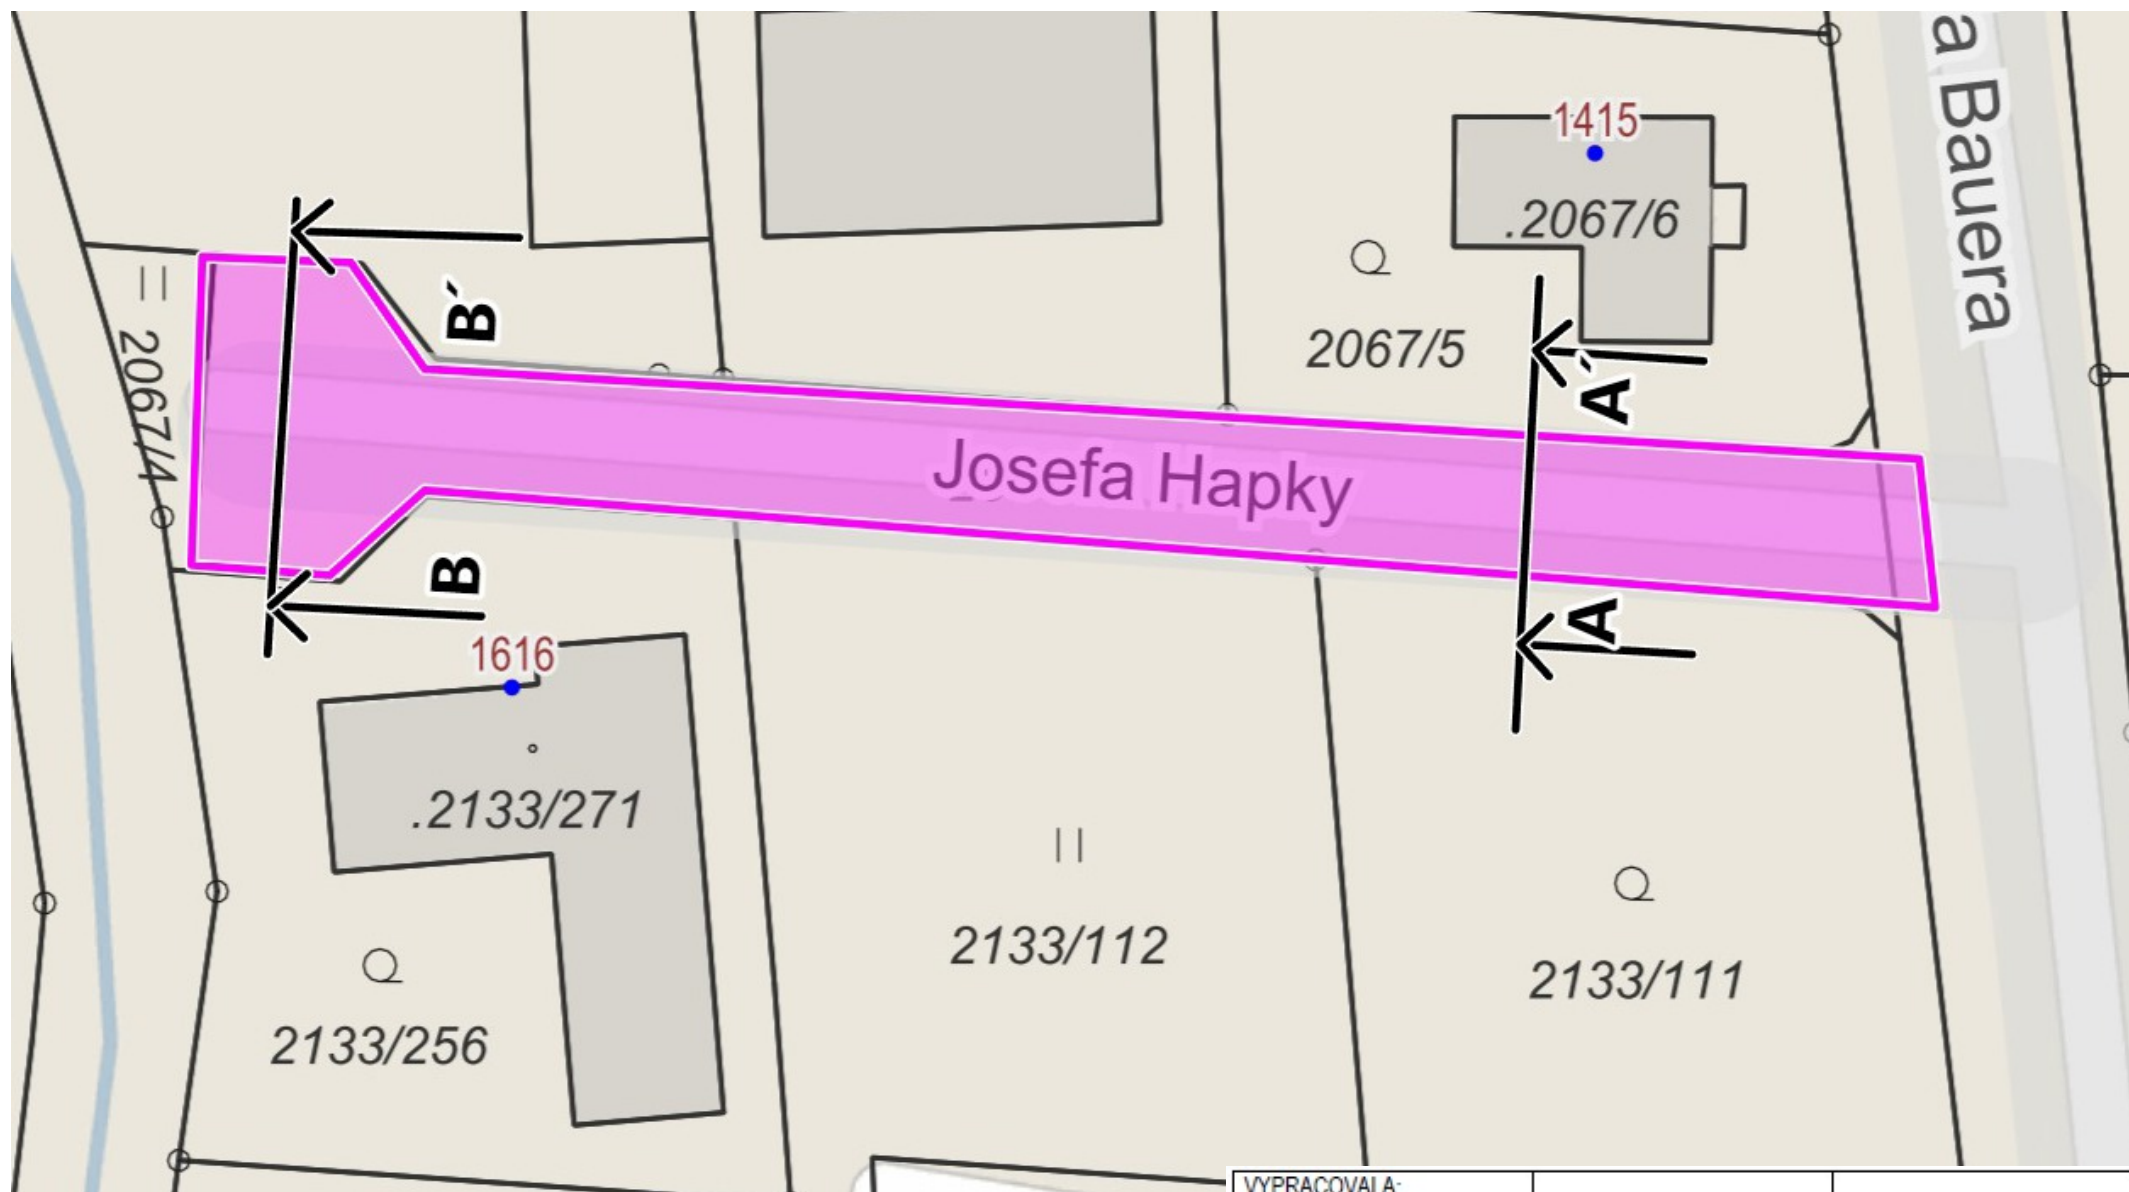 a Bauera
1415
.2067/6
B´
2067/5
A´
2067/4
Josefa Hapky
B
A
1616
.2133/271
2133/112
2133/111
2133/256
VYPRACOVALA: